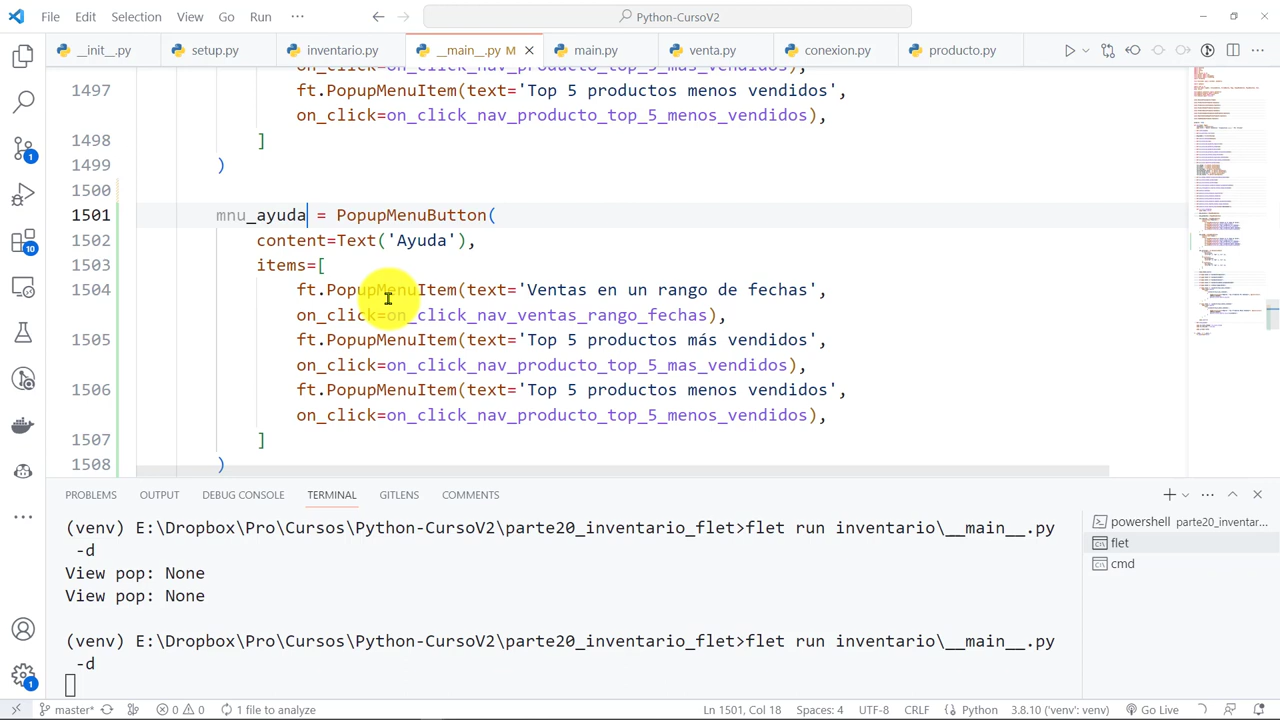 File Edit Selection View Go Run ··· Python-CursoV2
__init__.py setup.py inventario.py __main__.py M main.py venta.py conexion.py producto.py
on_click=on_click_nav_producto_top_5_mas_vendidos),
1497 ft.PopupMenuItem(text='Top 5 productos menos vendidos'
on_click=on_click_nav_producto_top_5_menos_vendidos),
1498 ]
1499 )
1500
1501 mnu_ayuda = ft.PopupMenuButton(
content= ('Ayuda'),
items=[
1504 ft.PopupMenuItem(text='Ventas en un rango de fechas',
on_click=on_click_nav_ventas_rango_fechas),
ft.PopupMenuItem(text='Top 5 productos más vendidos',
on_click=on_click_nav_producto_top_5_mas_vendidos),
1506 ft.PopupMenuItem(text='Top 5 productos menos vendidos',
on_click=on_click_nav_producto_top_5_menos_vendidos),
1507 ]
1508 )
PROBLEMS OUTPUT DEBUG CONSOLE TERMINAL GITLENS COMMENTS
(venv) E:\Dropbox\Pro\Cursos\Python-CursoV2\parte20_inventario_flet>flet run inventario\__main__.py
-d
View pop: None
View pop: None
(venv) E:\Dropbox\Pro\Cursos\Python-CursoV2\parte20_inventario_flet>flet run inventario\__main__.py
-d
powershell parte20_inventar...
flet
cmd
master* 0 0 1 file to analyze Ln 1501, Col 18 Spaces: 4 UTF-8 CRLF Python 3.8.10 ('venv': venv) Go Live